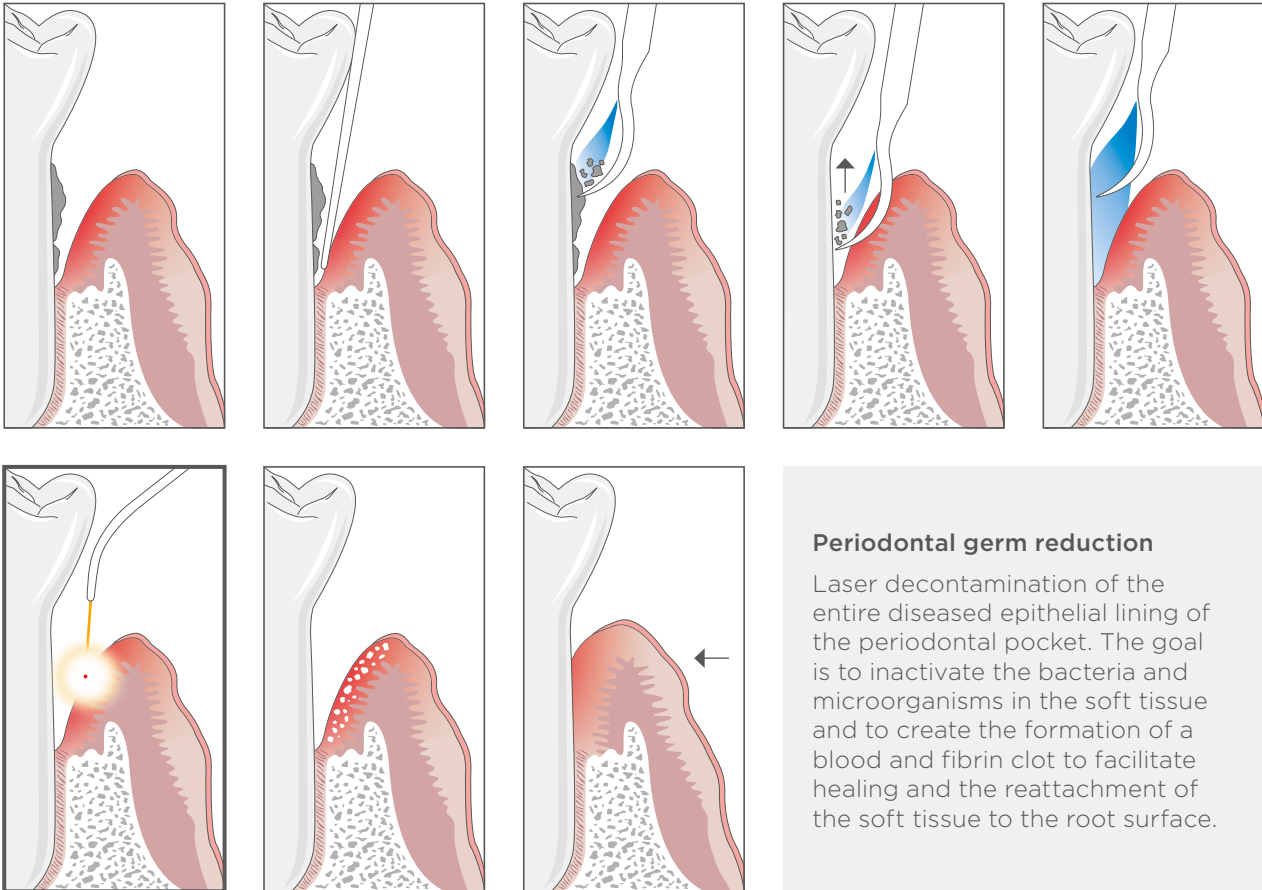 Periodontal germ reduction
Laser decontamination of the
entire diseased epithelial lining of
the periodontal pocket. The goal
is to inactivate the bacteria and
microorganisms in the soft tissue
and to create the formation of a
blood and fibrin clot to facilitate
healing and the reattachment of
the soft tissue to the root surface.